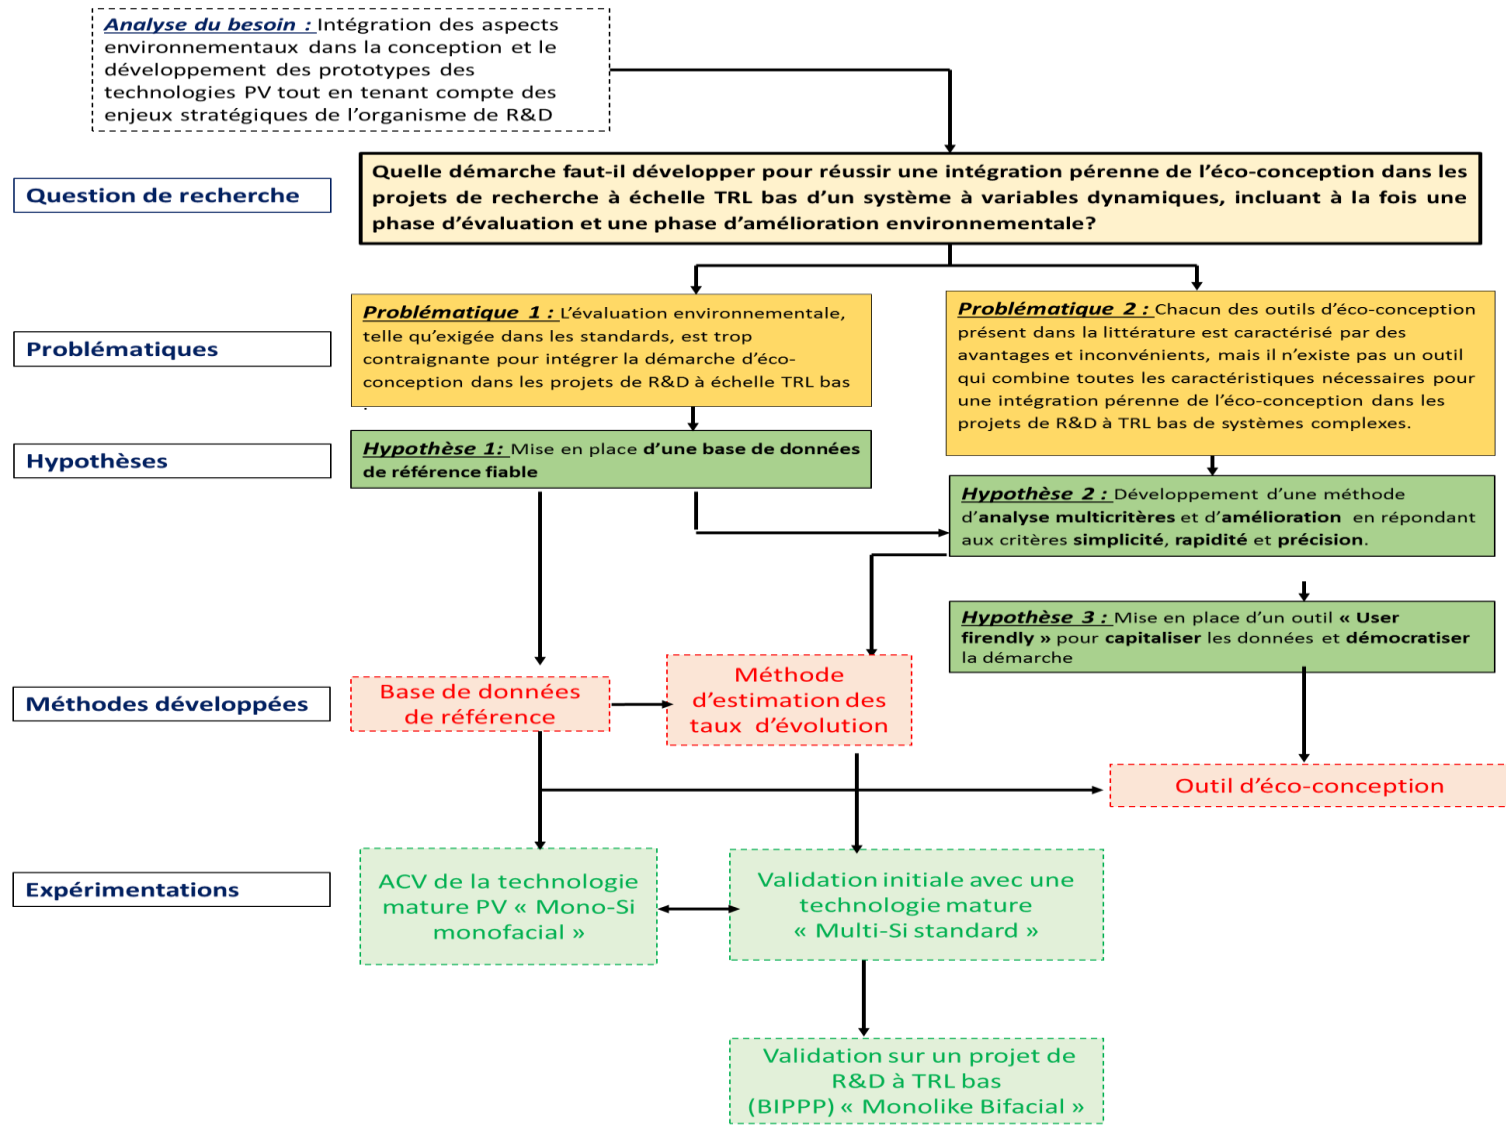 Analyse du besoin : Intégration des aspects
environnementaux dans la conception et le
développement des prototypes des
technologies PV tout en tenant compte des
enjeux stratégiques de l'organisme de R&D
Question de recherche
Quelle démarche faut-il développer pour réussir une intégration pérenne de l'éco-conception dans les
projets de recherche à échelle TRL bas d'un système à variables dynamiques, incluant à la fois une
phase d'évaluation et une phase d'amélioration environnementale?
Problématiques
Problématique 1 : L'évaluation environnementale,
telle qu'exigée dans les standards, est trop
contraignante pour intégrer la démarche d'éco-
conception dans les projets de R&D à échelle TRL bas
.
Problématique 2 : Chacun des outils d'éco-conception
présent dans la littérature est caractérisé par des
avantages et inconvénients, mais il n'existe pas un outil
qui combine toutes les caractéristiques nécessaires pour
une intégration pérenne de l'éco-conception dans les
projets de R&D à TRL bas de systèmes complexes.
Hypothèses
Hypothèse 1: Mise en place d'une base de données
de référence fiable
Hypothèse 2 : Développement d'une méthode
d'analyse multicritères et d'amélioration en répondant
aux critères simplicité, rapidité et précision.
Hypothèse 3 : Mise en place d'un outil « User
firendly » pour capitaliser les données et démocratiser
la démarche
Méthodes développées
Base de données
de référence
Méthode
d'estimation des
taux d'évolution
Outil d'éco-conception
Expérimentations
ACV de la technologie
mature PV « Mono-Si
monofacial »
Validation initiale avec une
technologie mature
« Multi-Si standard »
Validation sur un projet de
R&D à TRL bas
(BIPPP) « Monolike Bifacial »